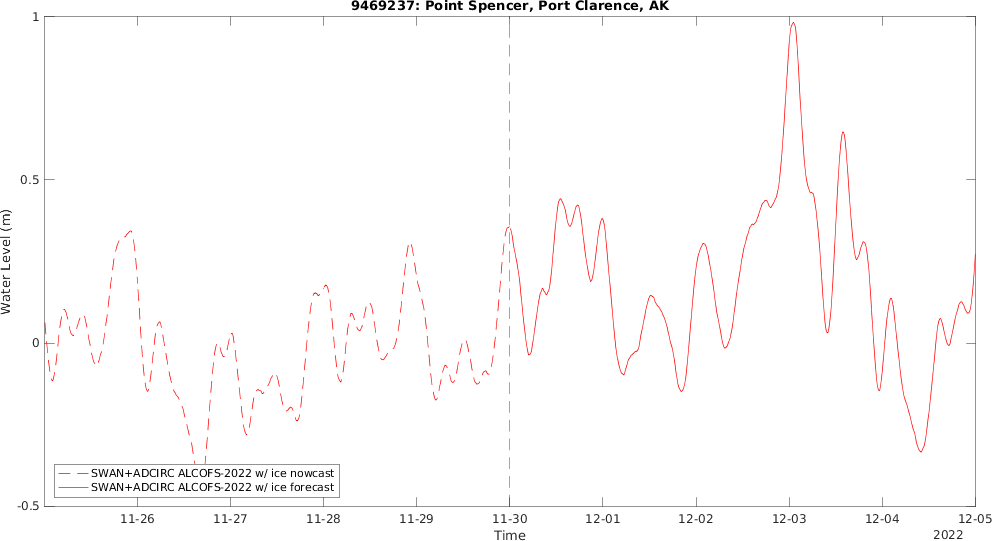 9469237: Point Spencer, Port Clarence, AK
1
0.5
0
-0.5
Water Level (m)
SWAN+ADCIRC ALCOFS-2022 w/ ice nowcast
SWAN+ADCIRC ALCOFS-2022 w/ ice forecast
11-26 11-27 11-28 11-29 11-30 12-01 12-02 12-03 12-04 12-05
Time
2022